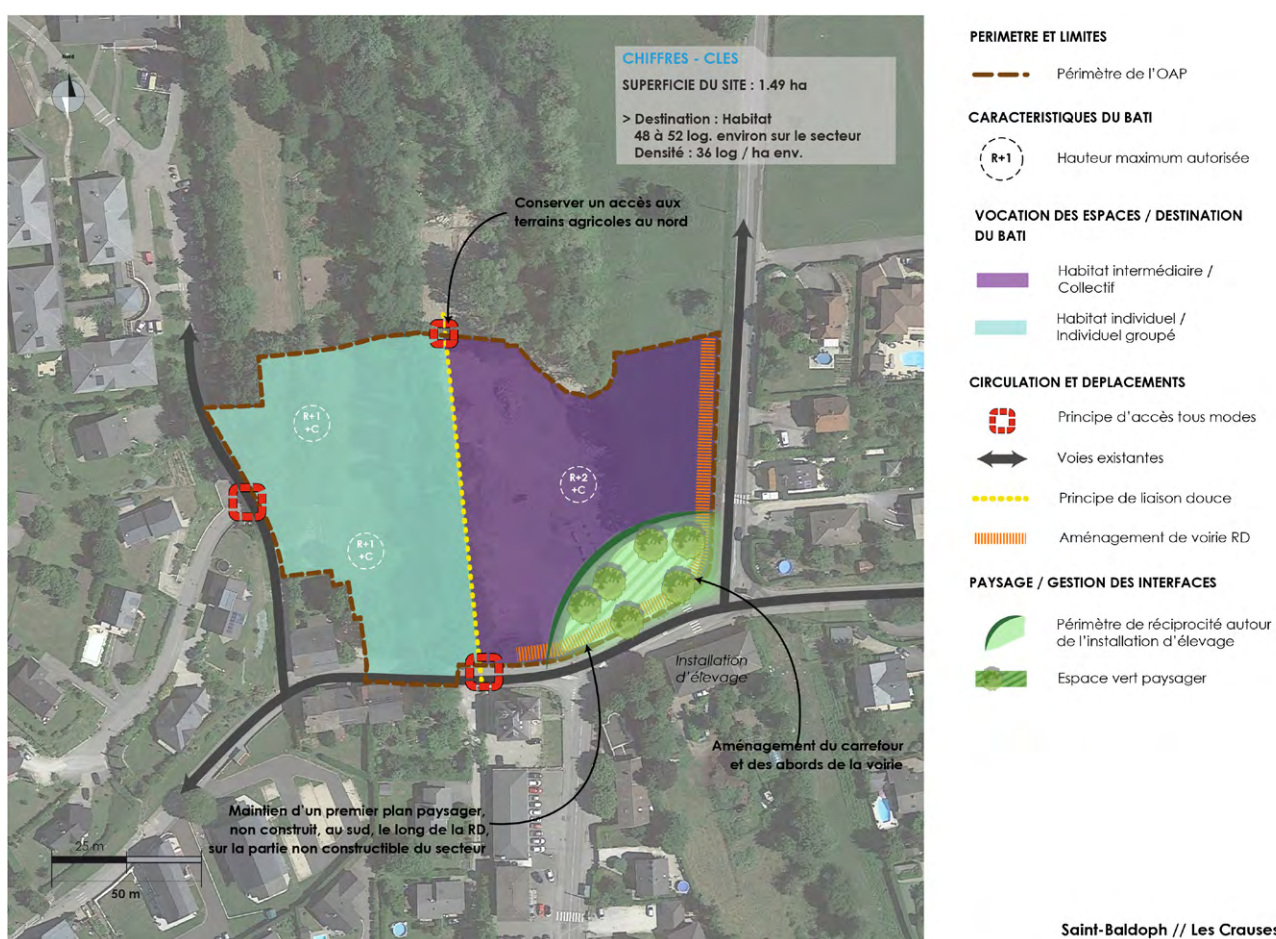 Nord
CHIFFRES - CLES
SUPERFICIE DU SITE : 1.49 ha
> Destination : Habitat
48 à 52 log. environ sur le secteur
Densité : 36 log / ha env.
Conserver un accès aux
terrains agricoles au nord
R+1
+C
R+2
+C
R+1
+C
Installation
d'élevage
Aménagement du carrefour
et des abords de la voirie
Maintien d'un premier plan paysager,
non construit, au sud, le long de la RD,
sur la partie non constructible du secteur
25 m
50 m
PERIMETRE ET LIMITES
Périmètre de l'OAP
CARACTERISTIQUES DU BATI
R+1
Hauteur maximum autorisée
VOCATION DES ESPACES / DESTINATION
DU BATI
Habitat intermédiaire /
Collectif
Habitat individuel /
Individuel groupé
CIRCULATION ET DEPLACEMENTS
Principe d'accès tous modes
Voies existantes
Principe de liaison douce
Aménagement de voirie RD
PAYSAGE / GESTION DES INTERFACES
Périmètre de réciprocité autour
de l'installation d'élevage
Espace vert paysager
Saint-Baldoph // Les Crauses